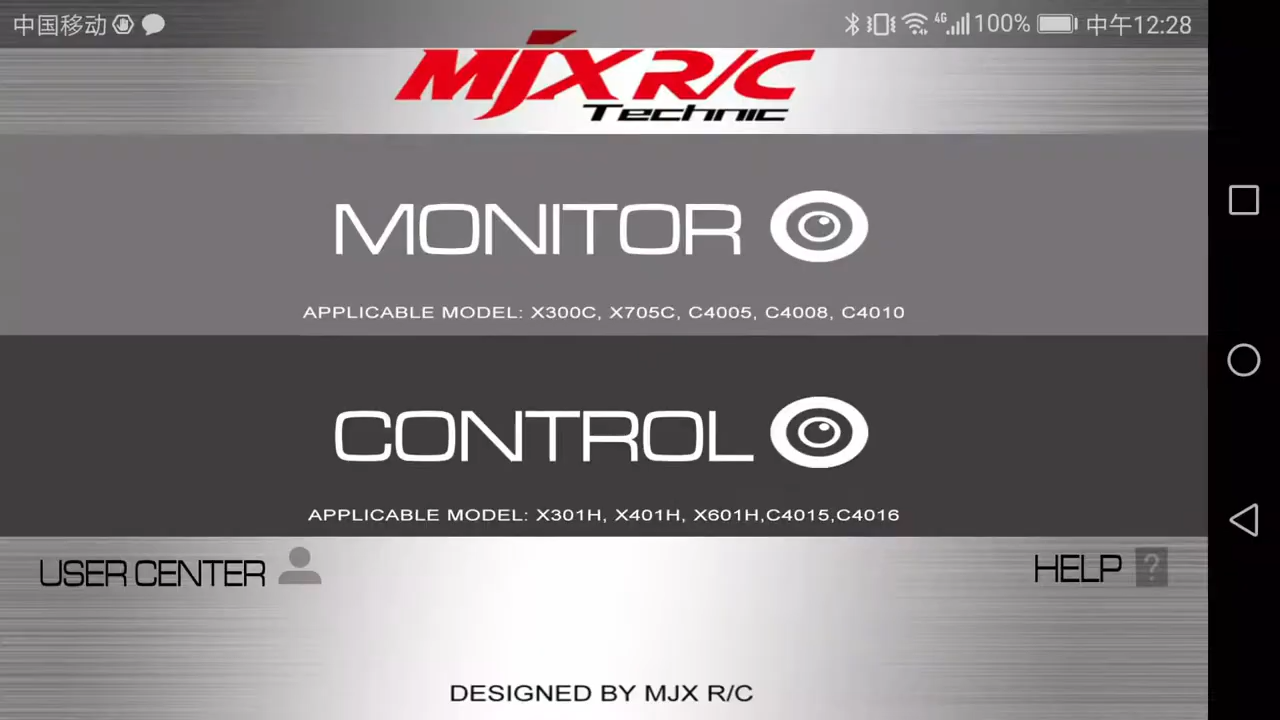 中国移动 4G 100% 中午12:28
MJX R/C
Technic
MONITOR
APPLICABLE MODEL: X300C, X705C, C4005, C4008, C4010
CONTROL
APPLICABLE MODEL: X301H, X401H, X601H,C4015,C4016
USER CENTER HELP ?
DESIGNED BY MJX R/C